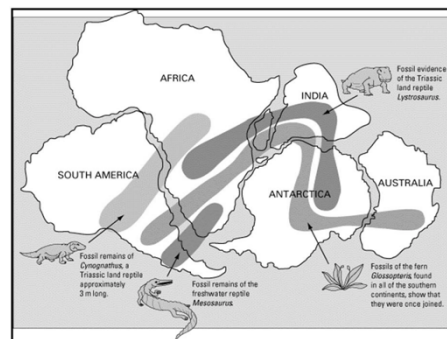 AFRICA
INDIA
Fossil evidence
of the Triassic
land reptile
Lystrosaurus.
SOUTH AMERICA
ANTARCTICA
AUSTRALIA
Fossil remains of
Cynognathus, a
Triassic land reptile
approximately
3 m long.
Fossil remains of the
freshwater reptile
Mesosaurus.
Fossils of the fern
Glossopteris, found
in all of the southern
continents, show that
they were once joined.